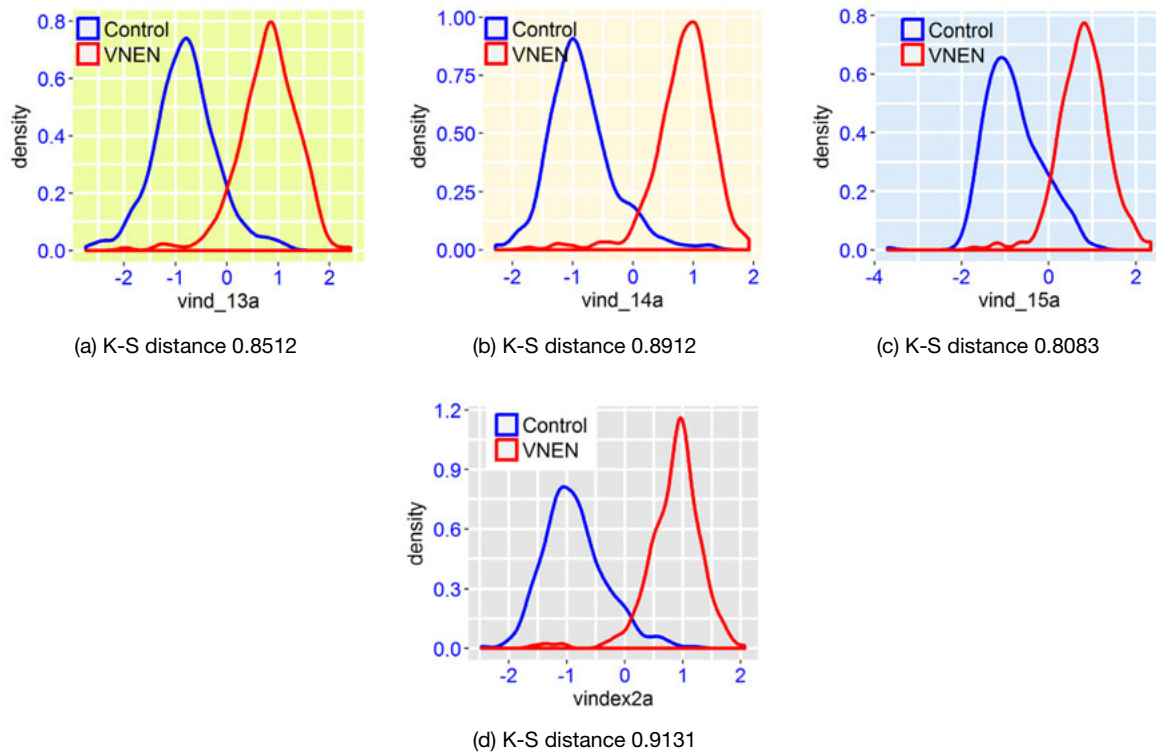 Control
VNEN
density
0.8
0.6
0.4
0.2
0.0
-2
-1
0
1
2
vind_13a
(a) K-S distance 0.8512
Control
VNEN
density
1.00
0.75
0.50
0.25
0.00
-2
-1
0
1
2
vind_14a
(b) K-S distance 0.8912
Control
VNEN
density
0.8
0.6
0.4
0.2
0.0
-4
-2
0
2
vind_15a
(c) K-S distance 0.8083
Control
VNEN
density
1.2
0.9
0.6
0.3
0.0
-2
-1
0
1
2
vindex2a
(d) K-S distance 0.9131